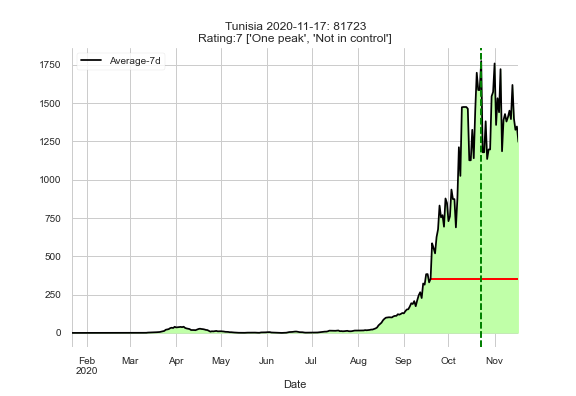 Tunisia 2020-11-17: 81723
Rating:7 ['One peak', 'Not in control']
Average-7d
1750
1500
1250
1000
750
500
250
0
Feb Mar Apr May Jun Jul Aug Sep Oct Nov
2020
Date